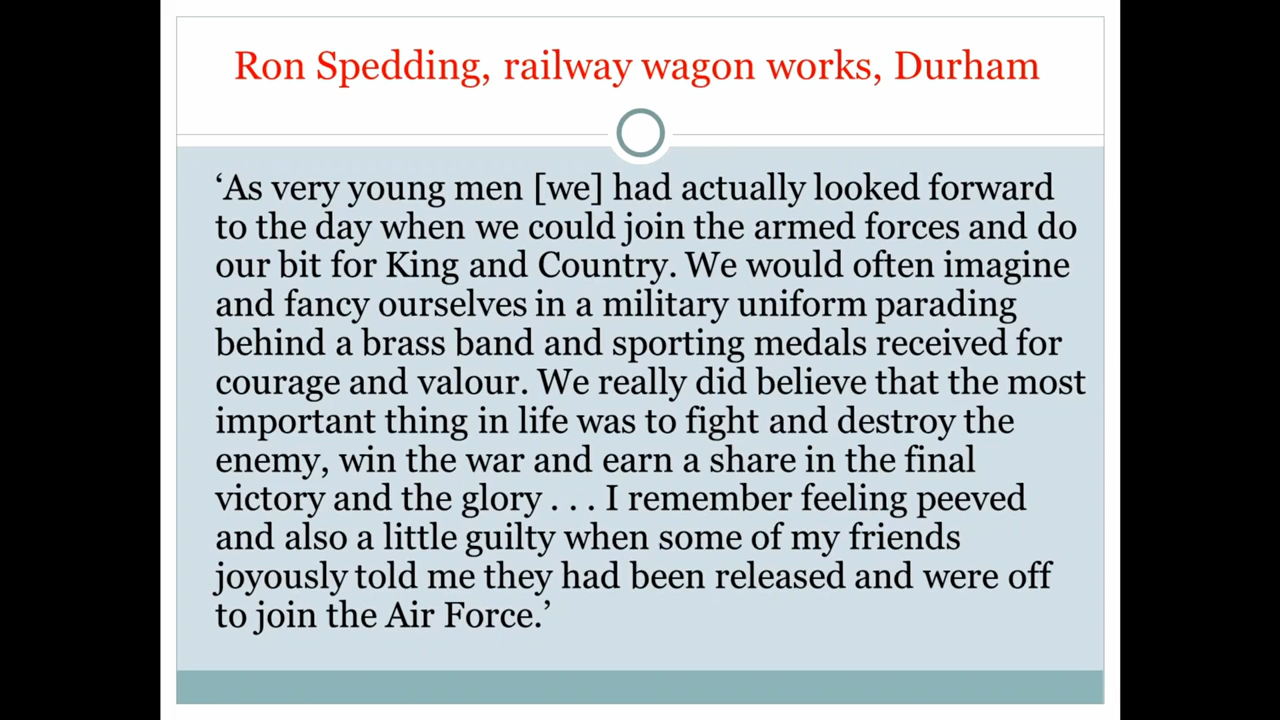 Ron Spedding, railway wagon works, Durham
‘As very young men [we] had actually looked forward
to the day when we could join the armed forces and do
our bit for King and Country. We would often imagine
and fancy ourselves in a military uniform parading
behind a brass band and sporting medals received for
courage and valour. We really did believe that the most
important thing in life was to fight and destroy the
enemy, win the war and earn a share in the final
victory and the glory . . . I remember feeling peeved
and also a little guilty when some of my friends
joyously told me they had been released and were off
to join the Air Force.’